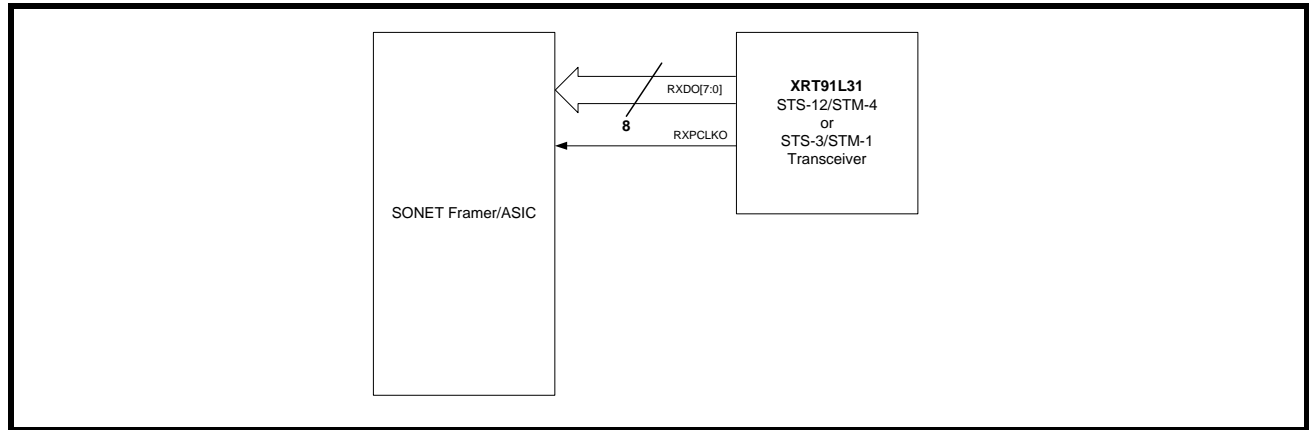 SONET Framer/ASIC
RXDO[7:0]
8
RXPCLKO
XRT91L31
STS-12/STM-4
or
STS-3/STM-1
Transceiver